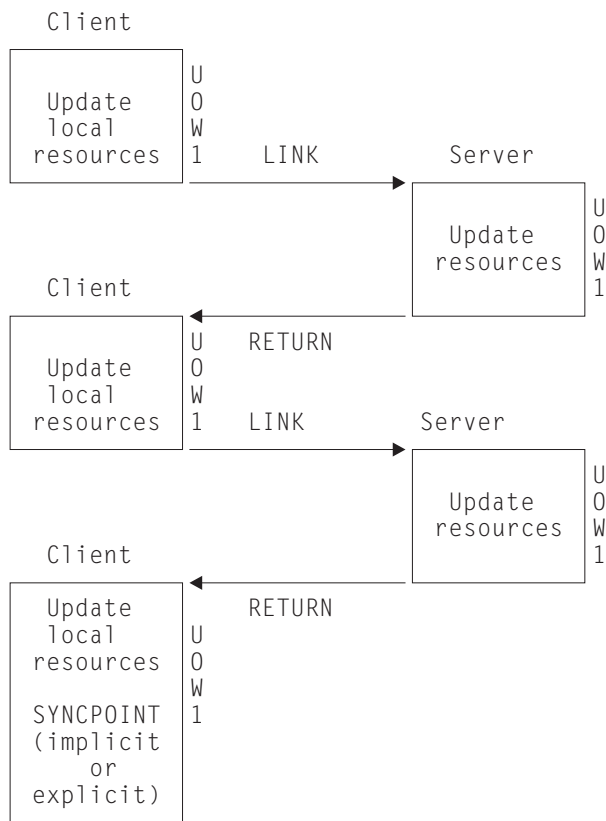 Client
Update
local
resources
U
O
W
1
LINK
Server
Update
resources
U
O
W
1
Client
RETURN
Update
local
resources
U
O
W
1
LINK
Server
Update
resources
U
O
W
1
Client
RETURN
Update
local
resources
SYNCPOINT
(implicit
or
explicit)
U
O
W
1